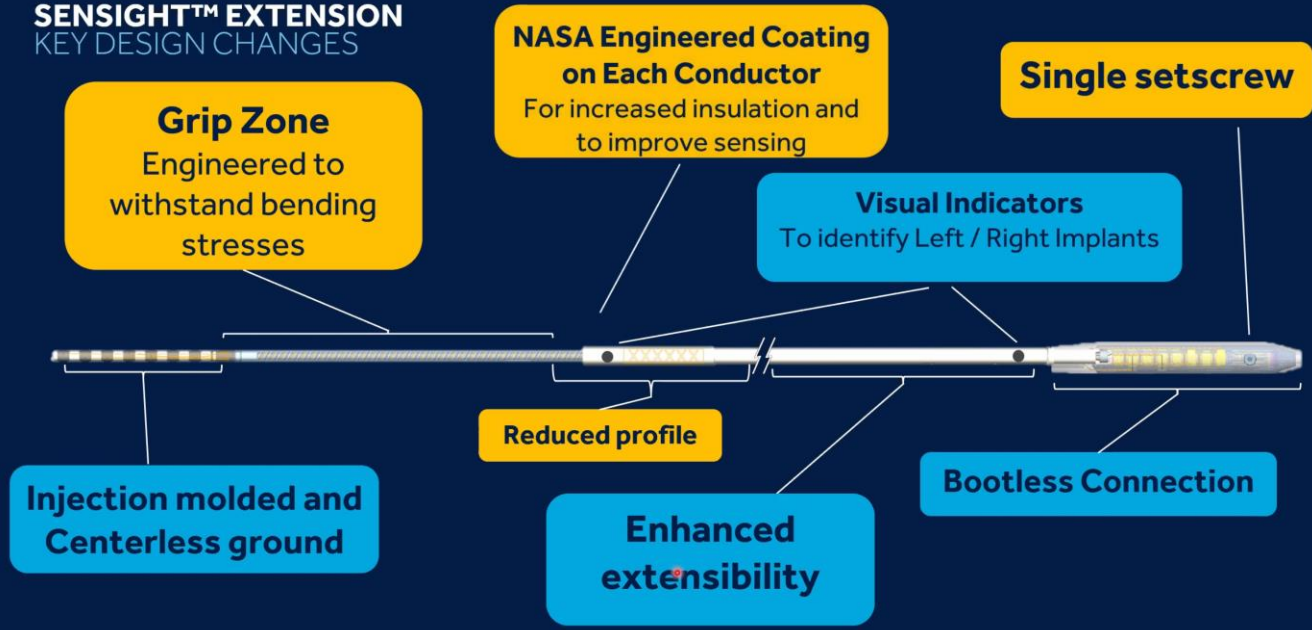 SENSIGHT™ EXTENSION
KEY DESIGN CHANGES
NASA Engineered Coating
on Each Conductor
For increased insulation and
to improve sensing
Single setscrew
Grip Zone
Engineered to
withstand bending
stresses
Visual Indicators
To identify Left / Right Implants
Reduced profile
Injection molded and
Centerless ground
Enhanced
extensibility
Bootless Connection